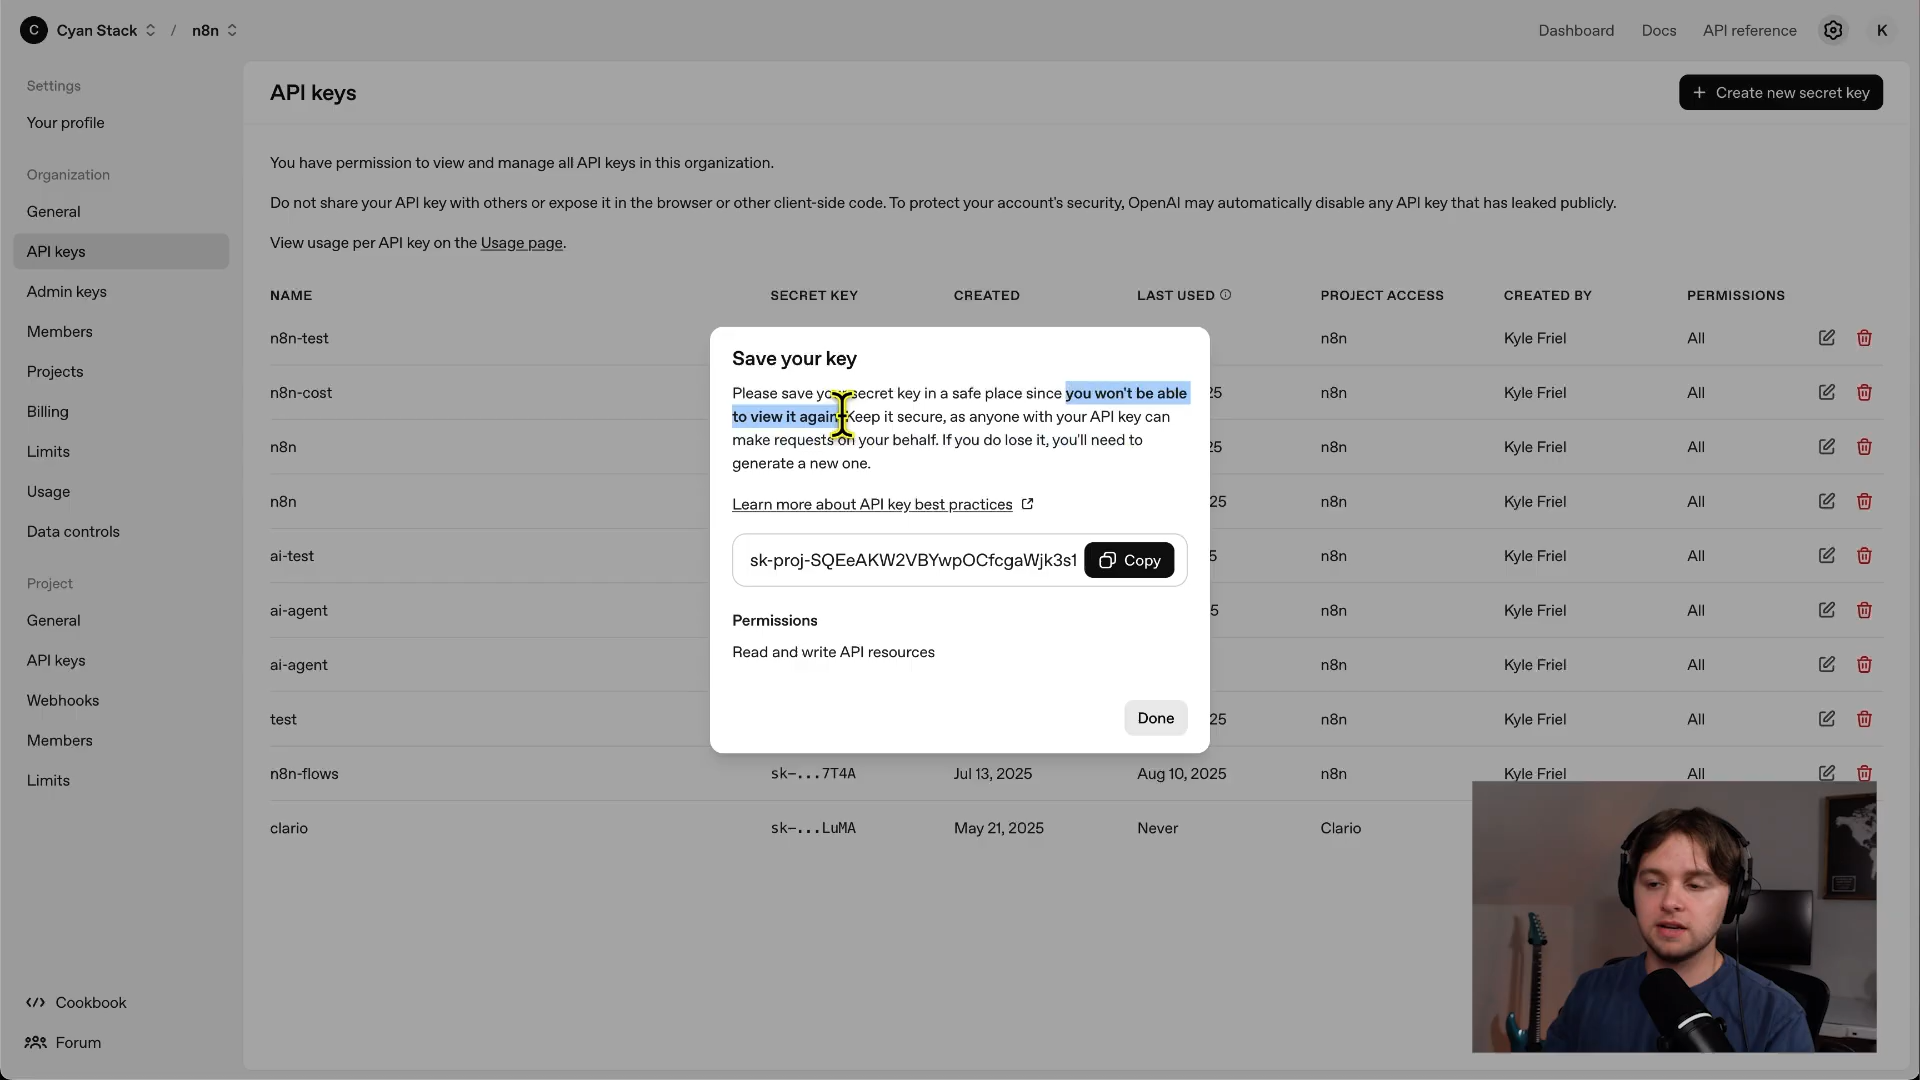 C Cyan Stack / n8n
Dashboard Docs API reference K
Settings
Your profile
Organization
General
API keys
Admin keys
Members
Projects
Billing
Limits
Usage
Data controls
Project
General
API keys
Webhooks
Members
Limits
Cookbook
Forum
API keys
+ Create new secret key
You have permission to view and manage all API keys in this organization.
Do not share your API key with others or expose it in the browser or other client-side code. To protect your account's security, OpenAI may automatically disable any API key that has leaked publicly.
View usage per API key on the Usage page.
NAME SECRET KEY CREATED LAST USED PROJECT ACCESS CREATED BY PERMISSIONS
n8n-test n8n Kyle Friel All
n8n-cost 25 n8n Kyle Friel All
n8n 25 n8n Kyle Friel All
n8n 25 n8n Kyle Friel All
ai-test 5 n8n Kyle Friel All
ai-agent 5 n8n Kyle Friel All
ai-agent n8n Kyle Friel All
test 25 n8n Kyle Friel All
n8n-flows sk-...7T4A Jul 13, 2025 Aug 10, 2025 n8n Kyle Friel All
clario sk-...LuMA May 21, 2025 Never Clario
Save your key
Please save your secret key in a safe place since you won't be able
to view it again. Keep it secure, as anyone with your API key can
make requests on your behalf. If you do lose it, you'll need to
generate a new one.
Learn more about API key best practices
sk-proj-SQEeAKW2VBYwpOCfcgaWjk3s1 Copy
Permissions
Read and write API resources
Done